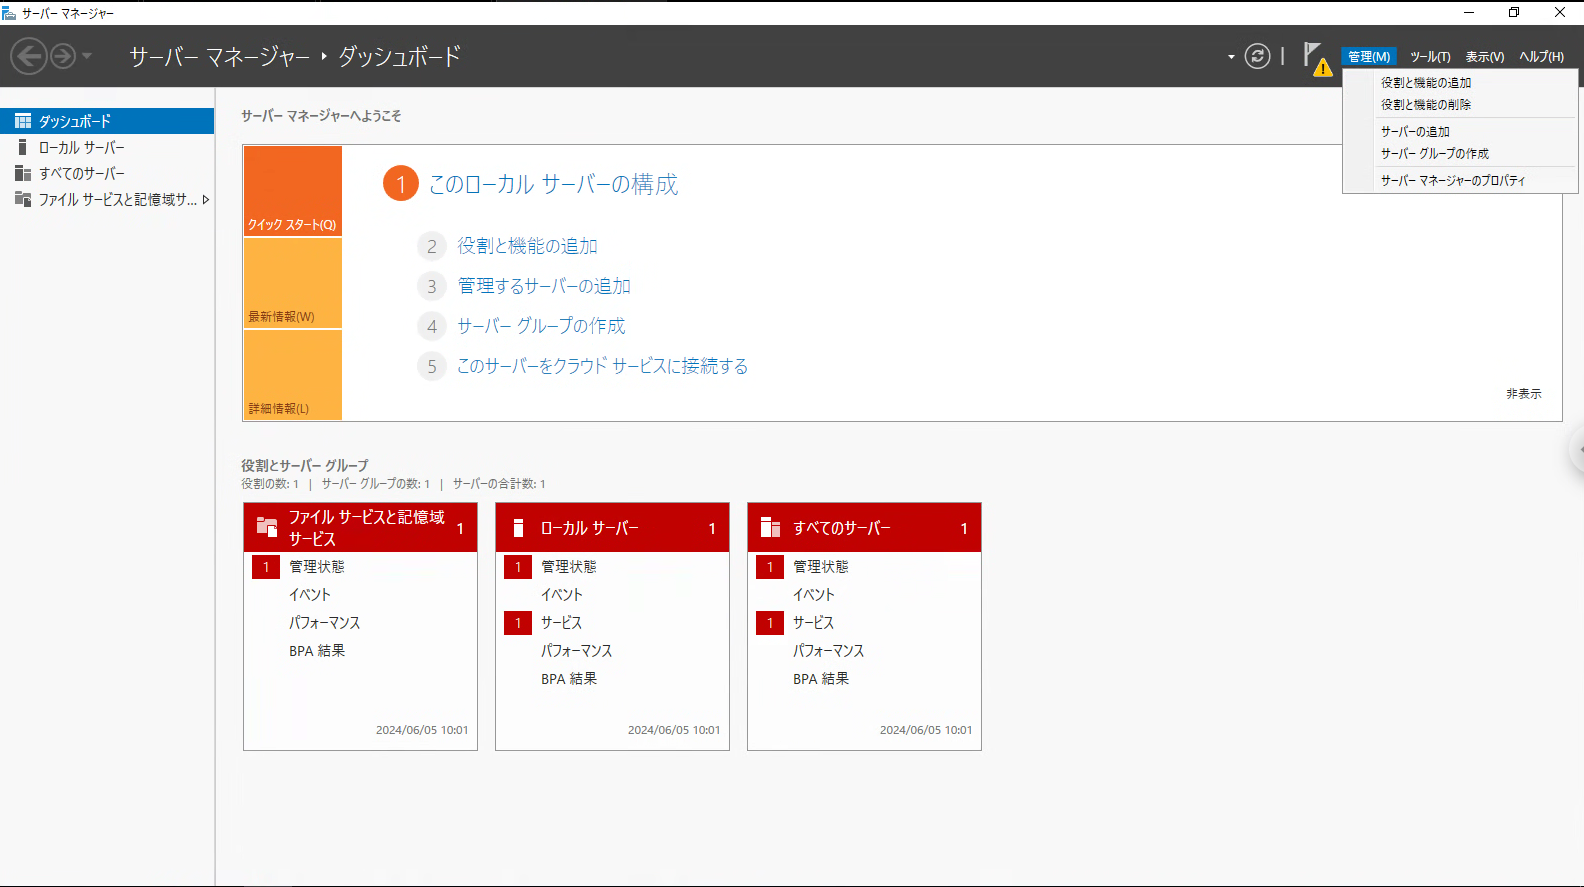 サーバー マネージャー
サーバー マネージャー ‣ ダッシュボード
管理(M) ツール(T) 表示(V) ヘルプ(H)
役割と機能の追加
役割と機能の削除
サーバーの追加
サーバー グループの作成
サーバー マネージャーのプロパティ
ダッシュボード
ローカル サーバー
すべてのサーバー
ファイル サービスと記憶域サ...
サーバー マネージャーへようこそ
クイック スタート(Q)
最新情報(W)
詳細情報(L)
1 このローカル サーバーの構成
2 役割と機能の追加
3 管理するサーバーの追加
4 サーバー グループの作成
5 このサーバーをクラウド サービスに接続する
非表示
役割とサーバー グループ
役割の数: 1 | サーバー グループの数: 1 | サーバーの合計数: 1
ファイル サービスと記憶域
サービス 1
1 管理状態
イベント
パフォーマンス
BPA 結果
2024/06/05 10:01
ローカル サーバー 1
1 管理状態
イベント
1 サービス
パフォーマンス
BPA 結果
2024/06/05 10:01
すべてのサーバー 1
1 管理状態
イベント
1 サービス
パフォーマンス
BPA 結果
2024/06/05 10:01